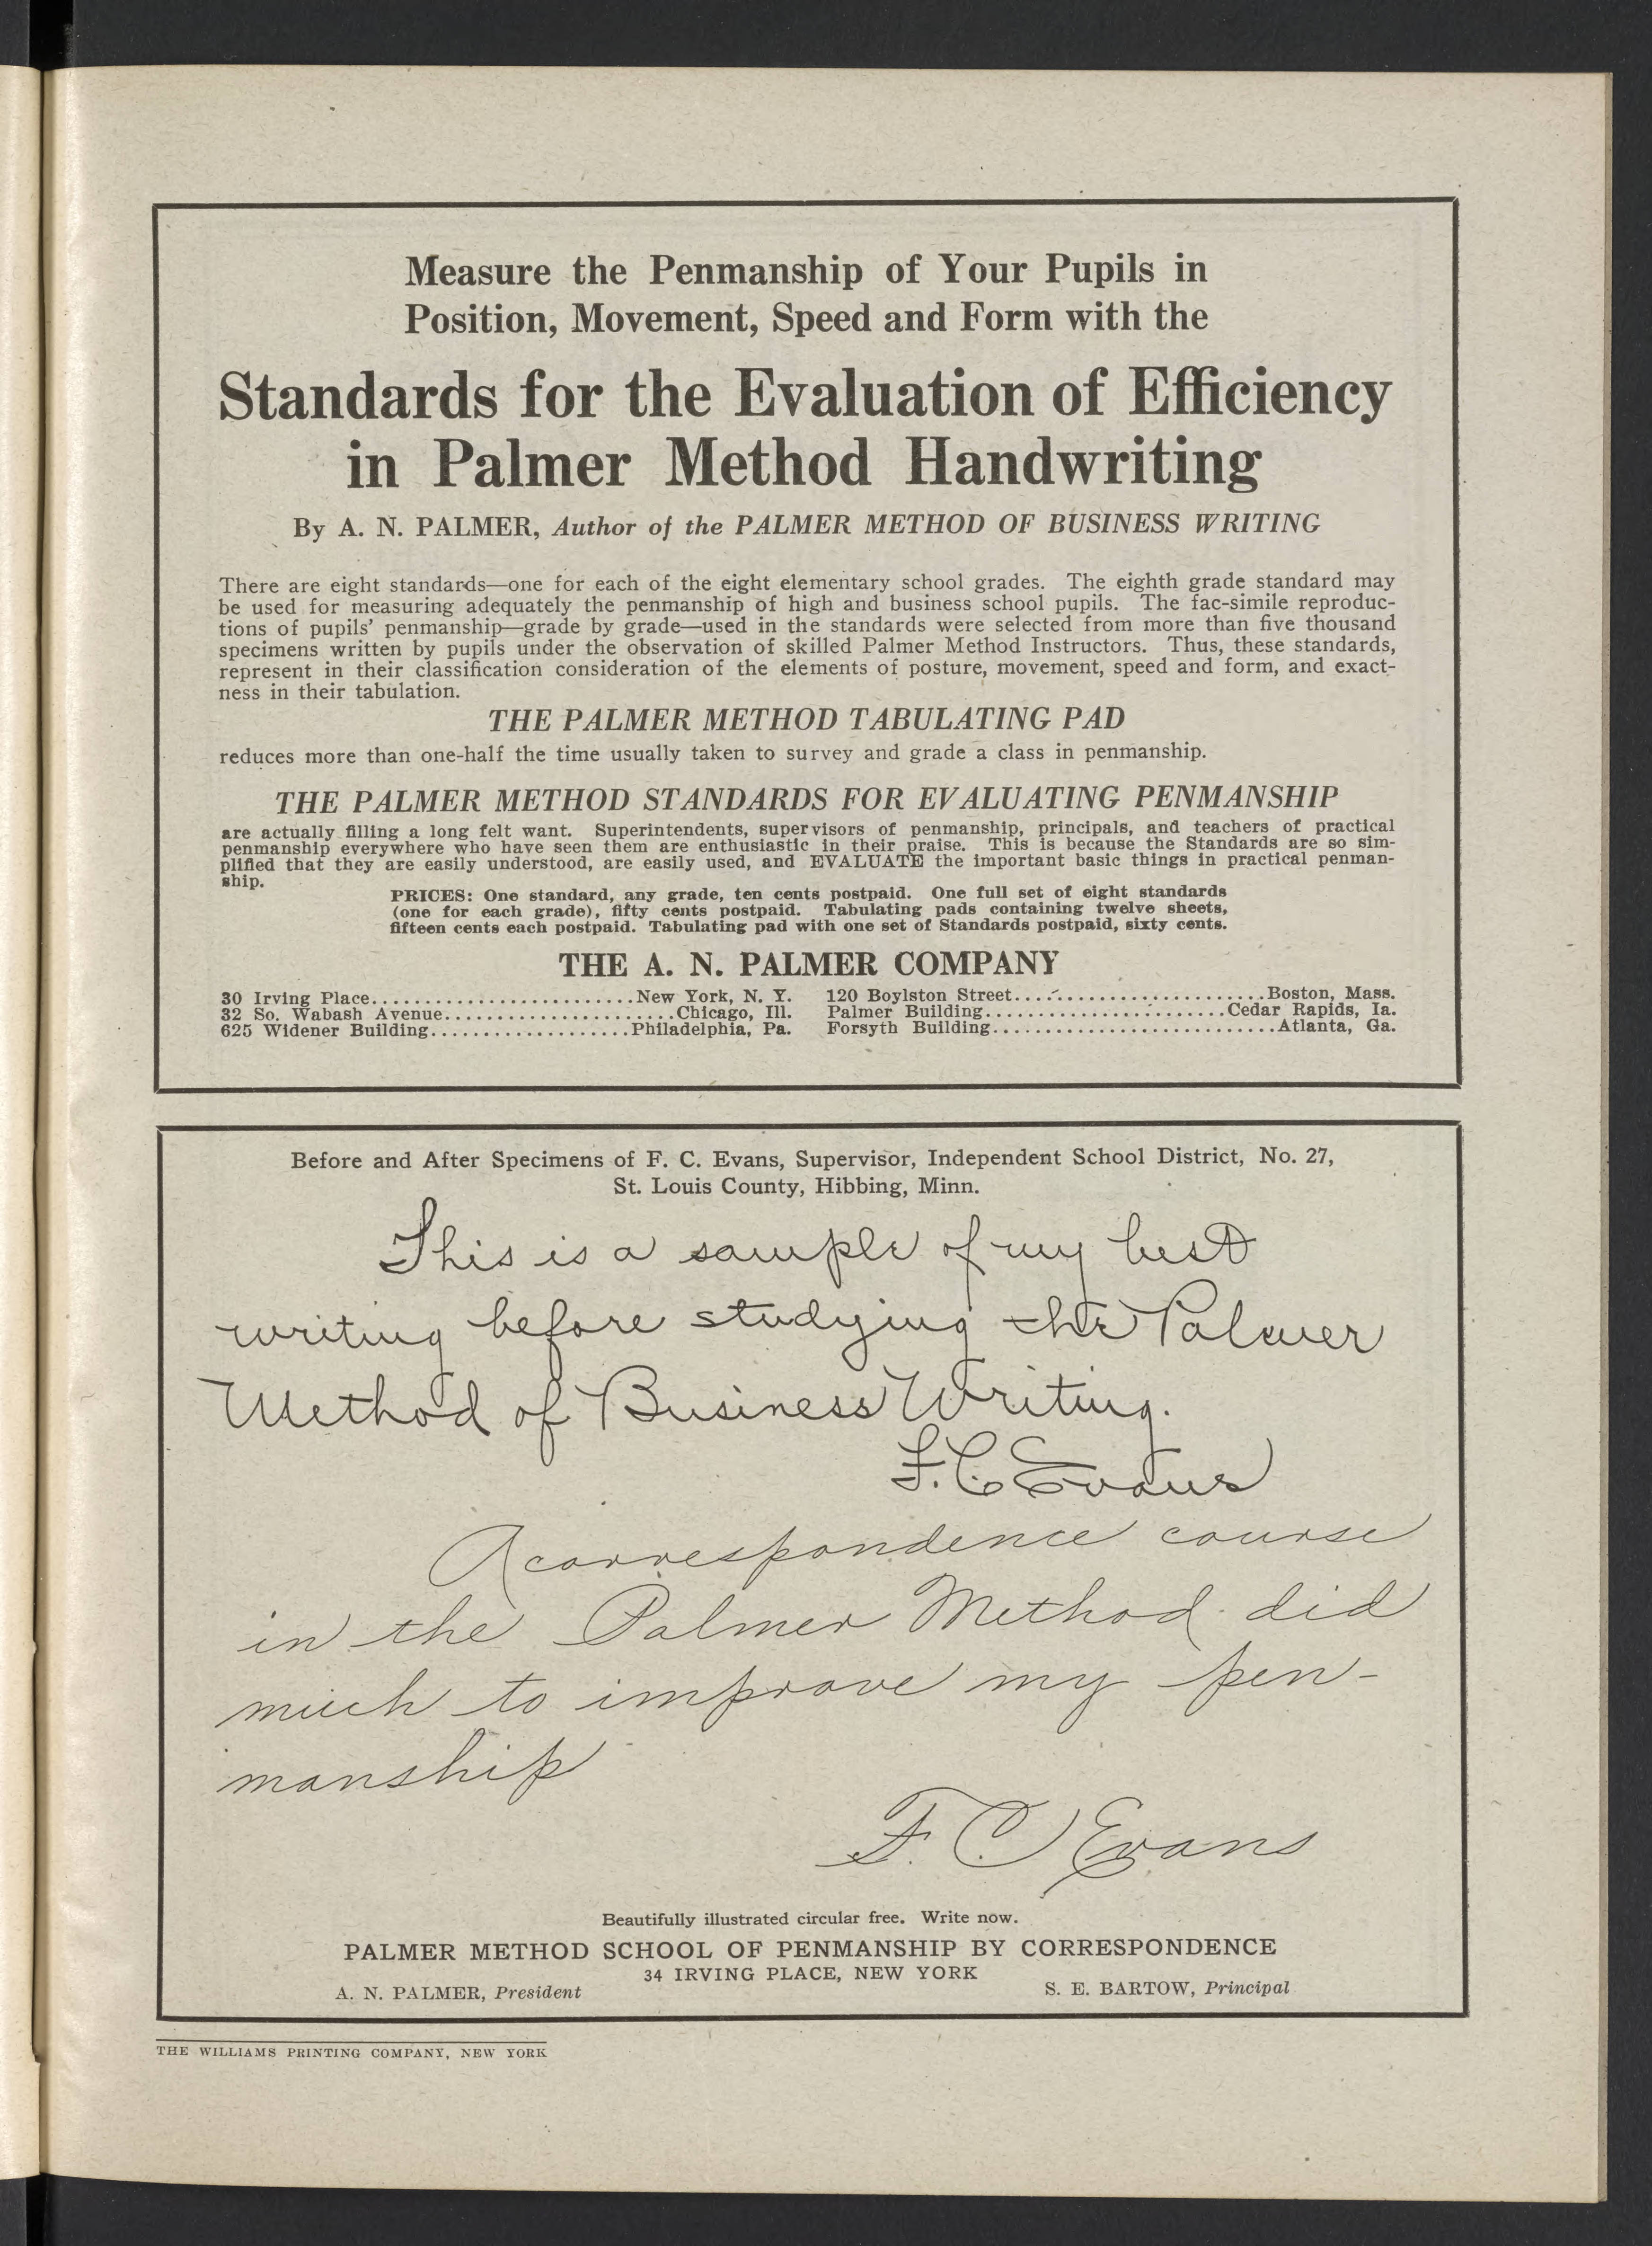 Measure the Penmanship of Your Pupils in
Position, Movement, Speed and Form with the
Standards for the Evaluation of Efficiency
in Palmer Method Handwriting
By A. N. PALMER, Author of the PALMER METHOD OF BUSINESS WRITING
There are eight standards—one for each of the eight elementary school grades. The eighth grade standard may
be used for measuring adequately the penmanship of high and business school pupils. The fac-simile reproduc-
tions of pupils' penmanship—grade by grade—used in the standards were selected from more than five thousand
specimens written by pupils under the observation of skilled Palmer Method Instructors. Thus, these standards,
represent in their classification consideration of the elements of posture, movement, speed and form, and exact-
ness in their tabulation.
THE PALMER METHOD TABULATING PAD
reduces more than one-half the time usually taken to survey and grade a class in penmanship.
THE PALMER METHOD STANDARDS FOR EVALUATING PENMANSHIP
are actually filling a long felt want. Superintendents, supervisors of penmanship, principals, and teachers of practical
penmanship everywhere who have seen them are enthusiastic in their praise. This is because the Standards are so sim-
plified that they are easily understood, are easily used, and EVALUATE the important basic things in practical penman-
ship.
PRICES: One standard, any grade, ten cents postpaid. One full set of eight standards
(one for each grade), fifty cents postpaid. Tabulating pads containing twelve sheets,
fifteen cents each postpaid. Tabulating pad with one set of Standards postpaid, sixty cents.
THE A. N. PALMER COMPANY
30 Irving Place.........................New York, N. Y. 120 Boylston Street........................Boston, Mass.
32 So. Wabash Avenue......................Chicago, Ill. Palmer Building.......................Cedar Rapids, Ia.
625 Widener Building...................Philadelphia, Pa. Forsyth Building...........................Atlanta, Ga.
Before and After Specimens of F. C. Evans, Supervisor, Independent School District, No. 27,
St. Louis County, Hibbing, Minn.
This is a sample of my best
writing before studying the Palmer
Method of Business Writing.
F. C. Evans
A correspondence course
in the Palmer Method did
much to improve my pen-
manship
F. C. Evans
Beautifully illustrated circular free. Write now.
PALMER METHOD SCHOOL OF PENMANSHIP BY CORRESPONDENCE
34 IRVING PLACE, NEW YORK
A. N. PALMER, President S. E. BARTOW, Principal
THE WILLIAMS PRINTING COMPANY, NEW YORK